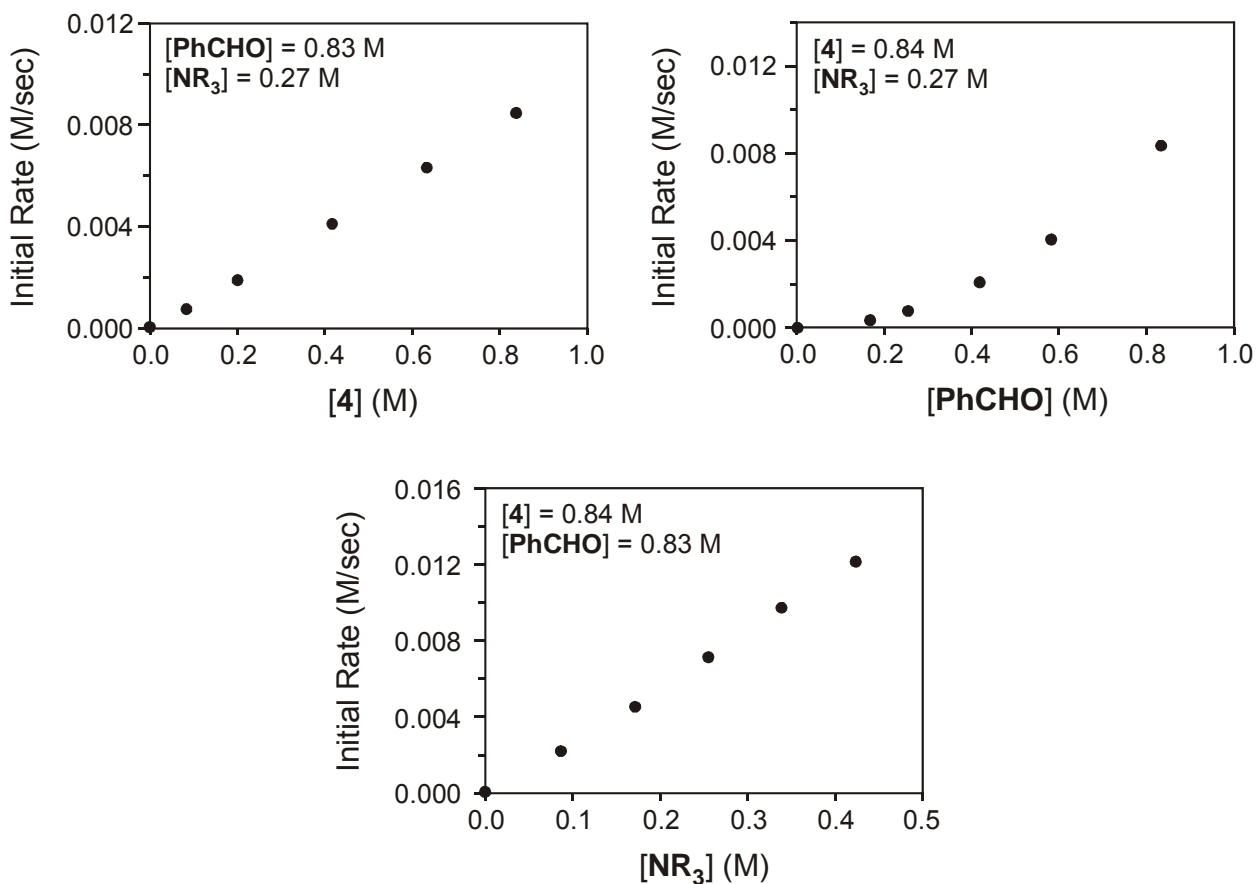 [PhCHO] = 0.83 M
[NR₃] = 0.27 M
Initial Rate (M/sec)
0.012
0.008
0.004
0.000
0.0 0.2 0.4 0.6 0.8 1.0
[4] (M)
[4] = 0.84 M
[NR₃] = 0.27 M
Initial Rate (M/sec)
0.012
0.008
0.004
0.000
0.0 0.2 0.4 0.6 0.8 1.0
[PhCHO] (M)
[4] = 0.84 M
[PhCHO] = 0.83 M
Initial Rate (M/sec)
0.016
0.012
0.008
0.004
0.000
0.0 0.1 0.2 0.3 0.4 0.5
[NR₃] (M)